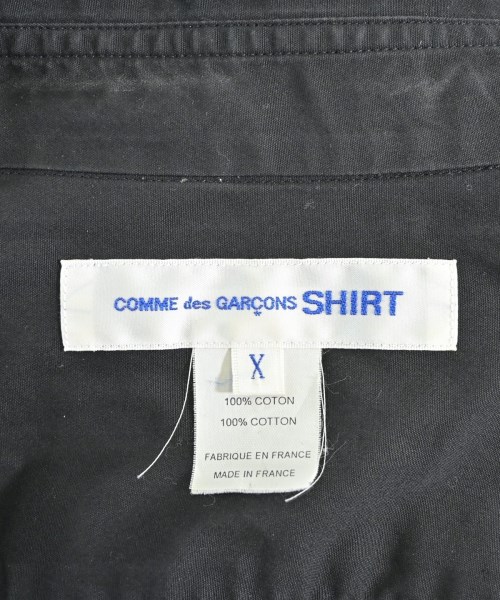 COMME des GARÇONS SHIRT
X
100% COTON
100% COTTON
FABRIQUE EN FRANCE
MADE IN FRANCE